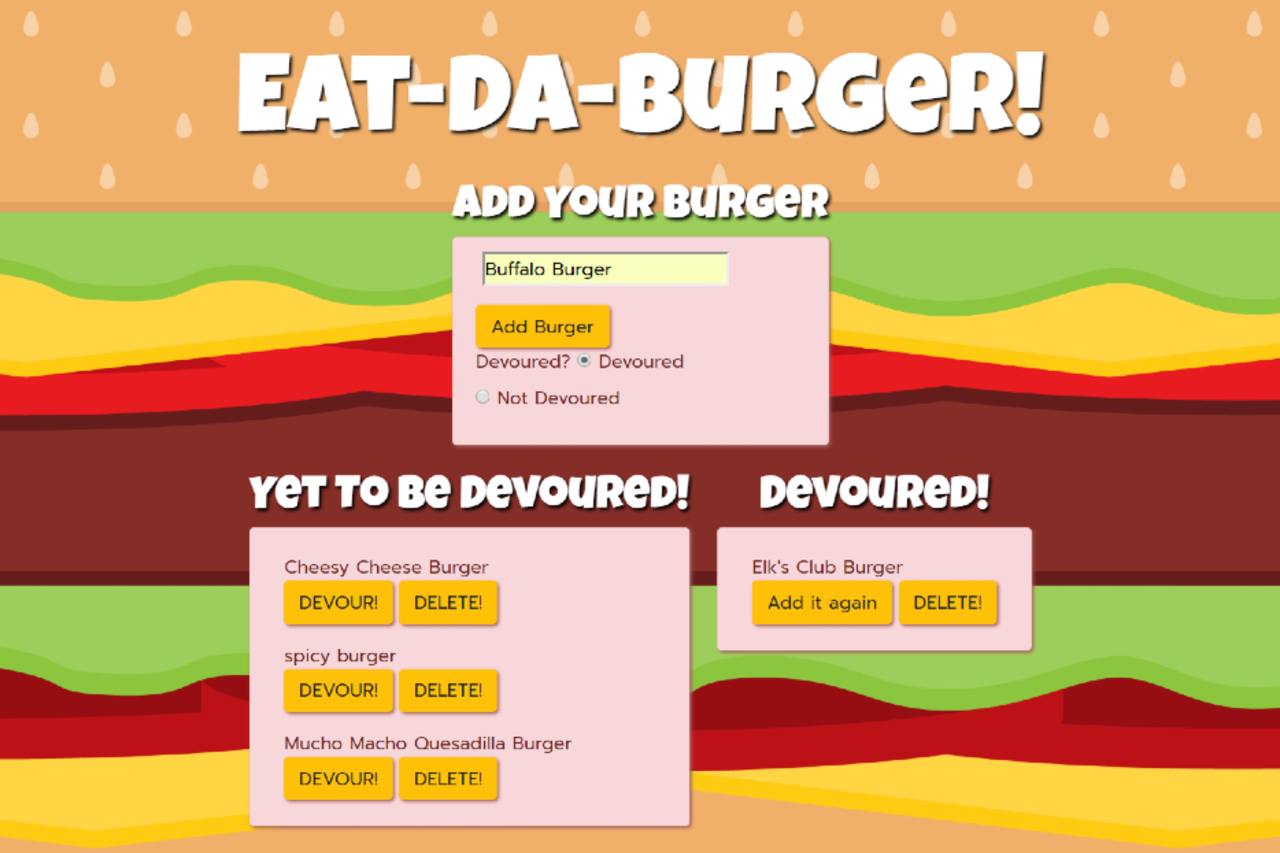 EAT-DA-BURGER!
ADD YOUR BURGER
Buffalo Burger
Add Burger
Devoured? Devoured
Not Devoured
YET TO BE DEVOURED!
Cheesy Cheese Burger
DEVOUR! DELETE!
spicy burger
DEVOUR! DELETE!
Mucho Macho Quesadilla Burger
DEVOUR! DELETE!
DEVOURED!
Elk's Club Burger
Add it again DELETE!